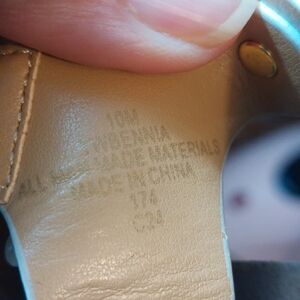 10M
WBENNIA
ALL MADE MATERIALS
MADE IN CHINA
174
C24